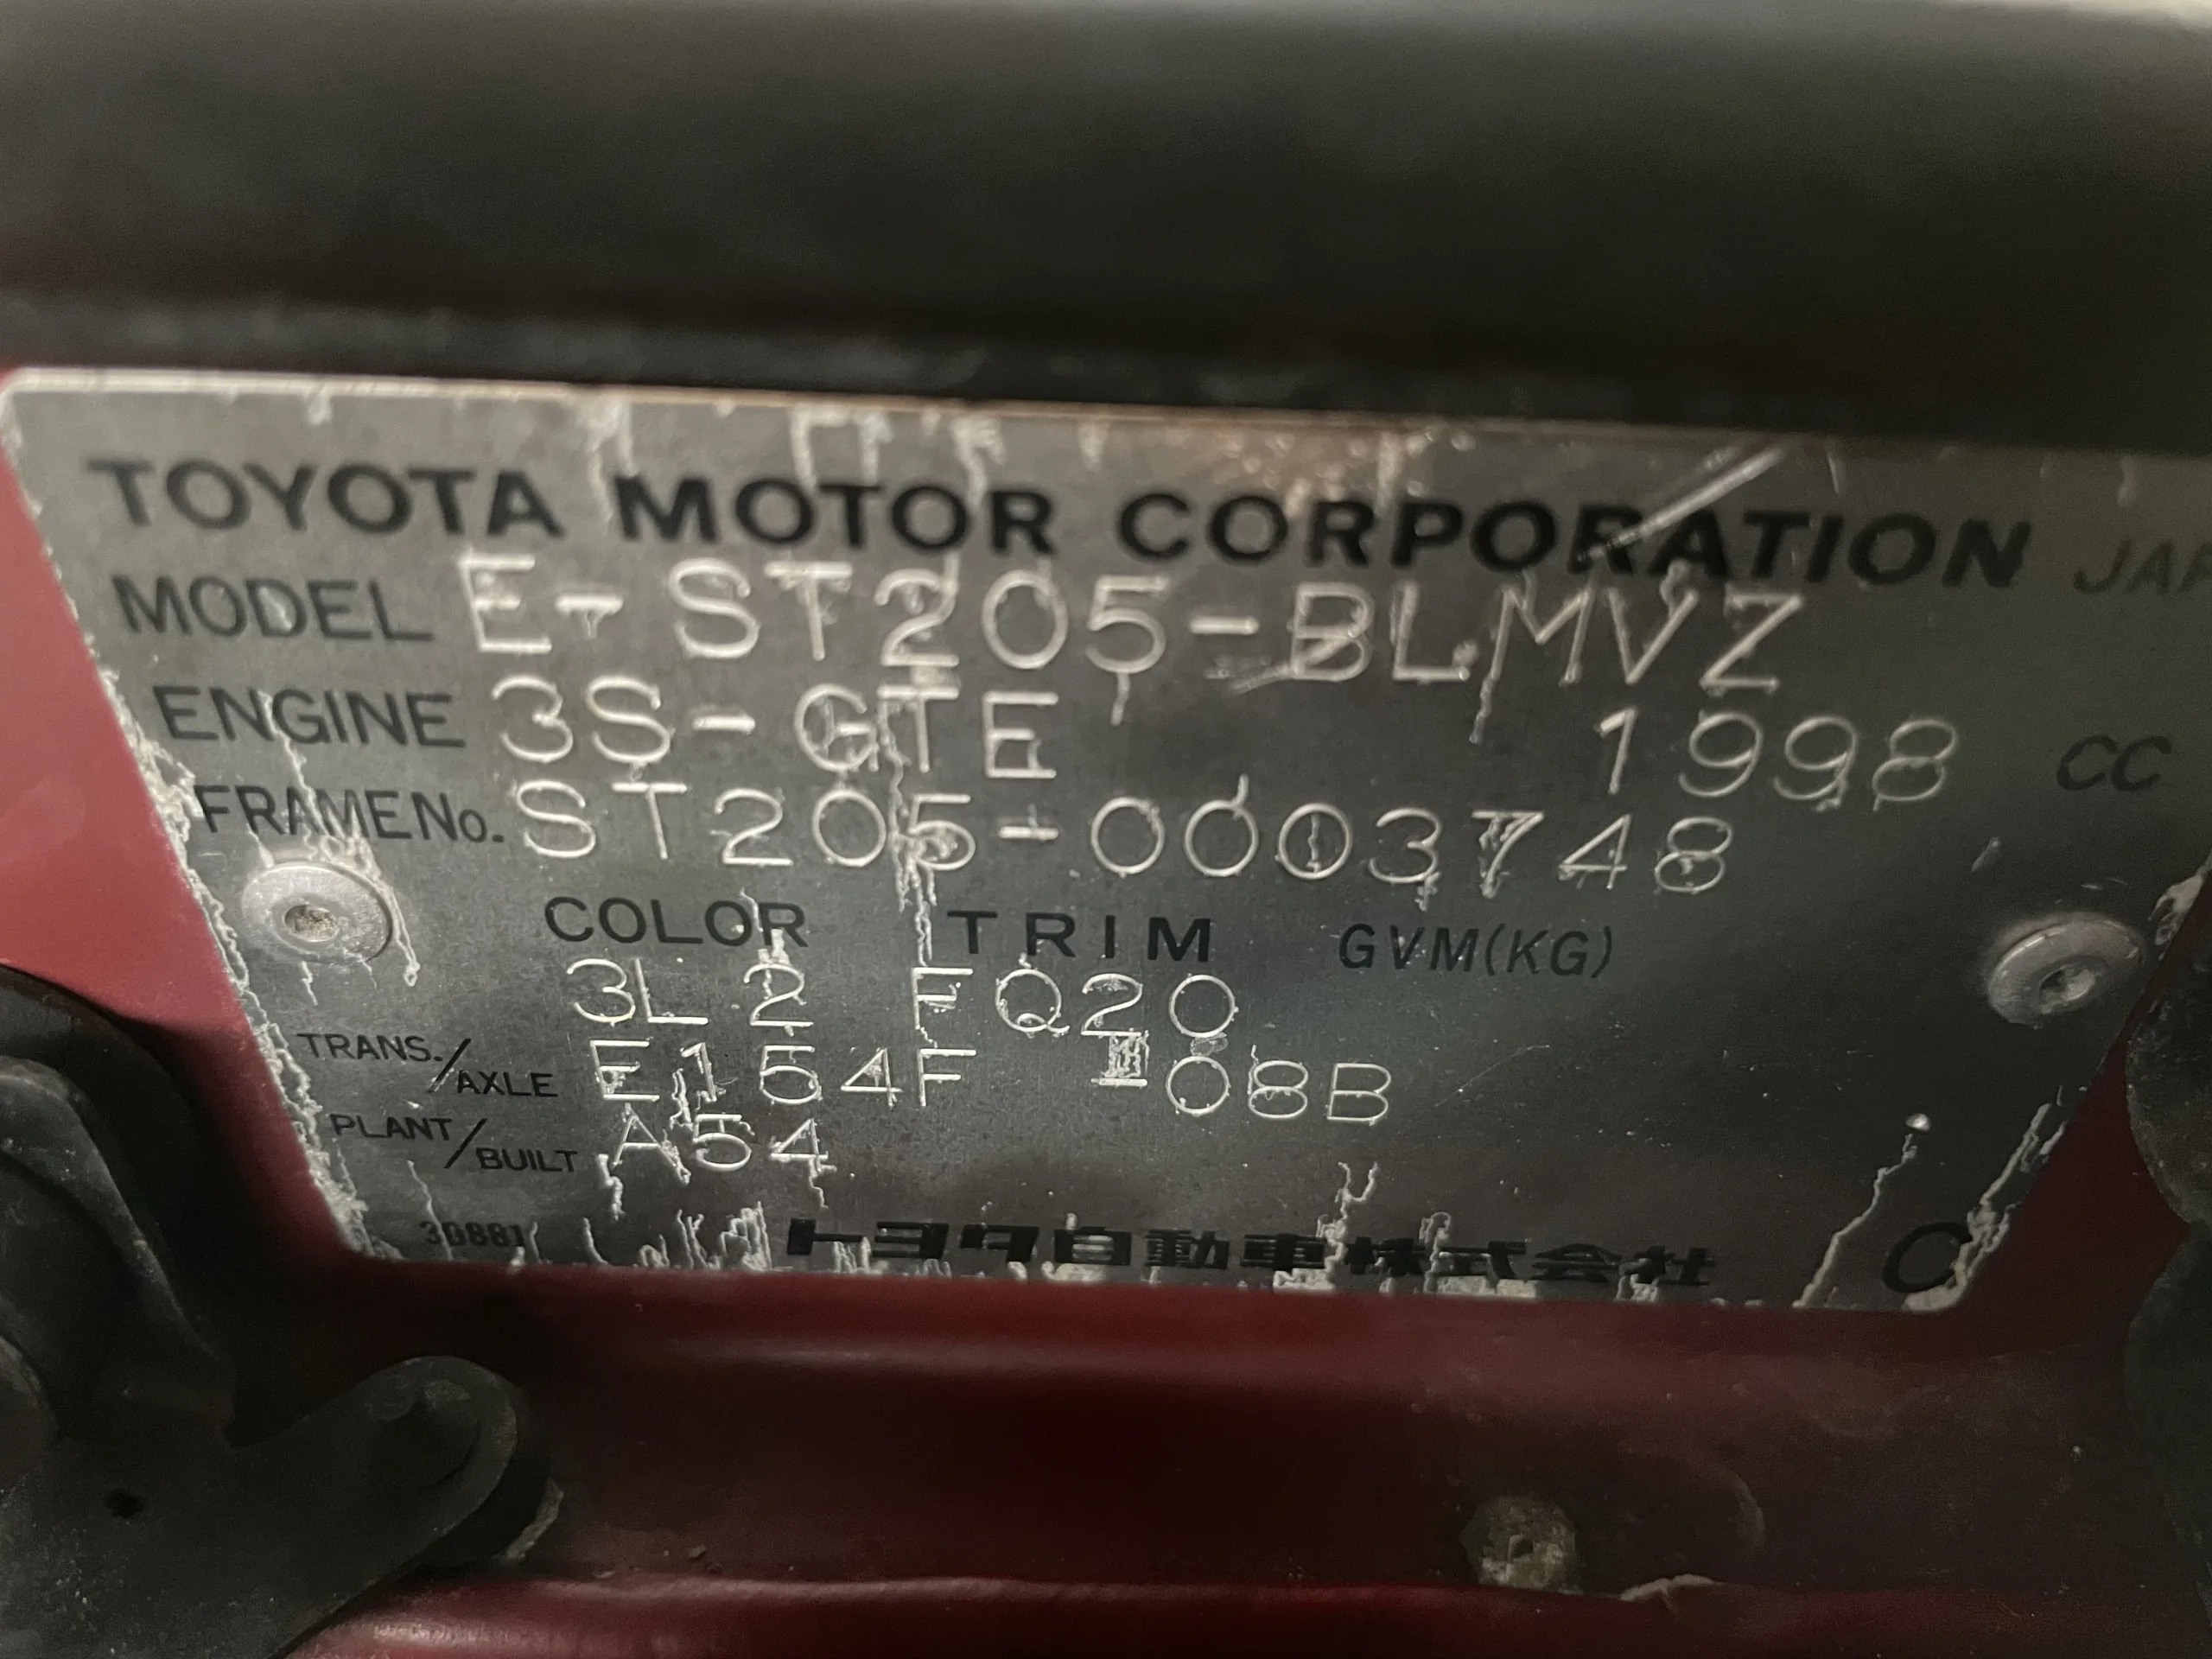 TOYOTA MOTOR CORPORATION JAP
MODEL E-ST205-BLMVZ
ENGINE 3S-GTE 1998 CC
FRAME No. ST205-0003748
COLOR TRIM GVM(KG)
3L2 FQ20
TRANS./AXLE E154F -08B
PLANT/BUILT A54
30881
トヨタ自動車株式会社 C